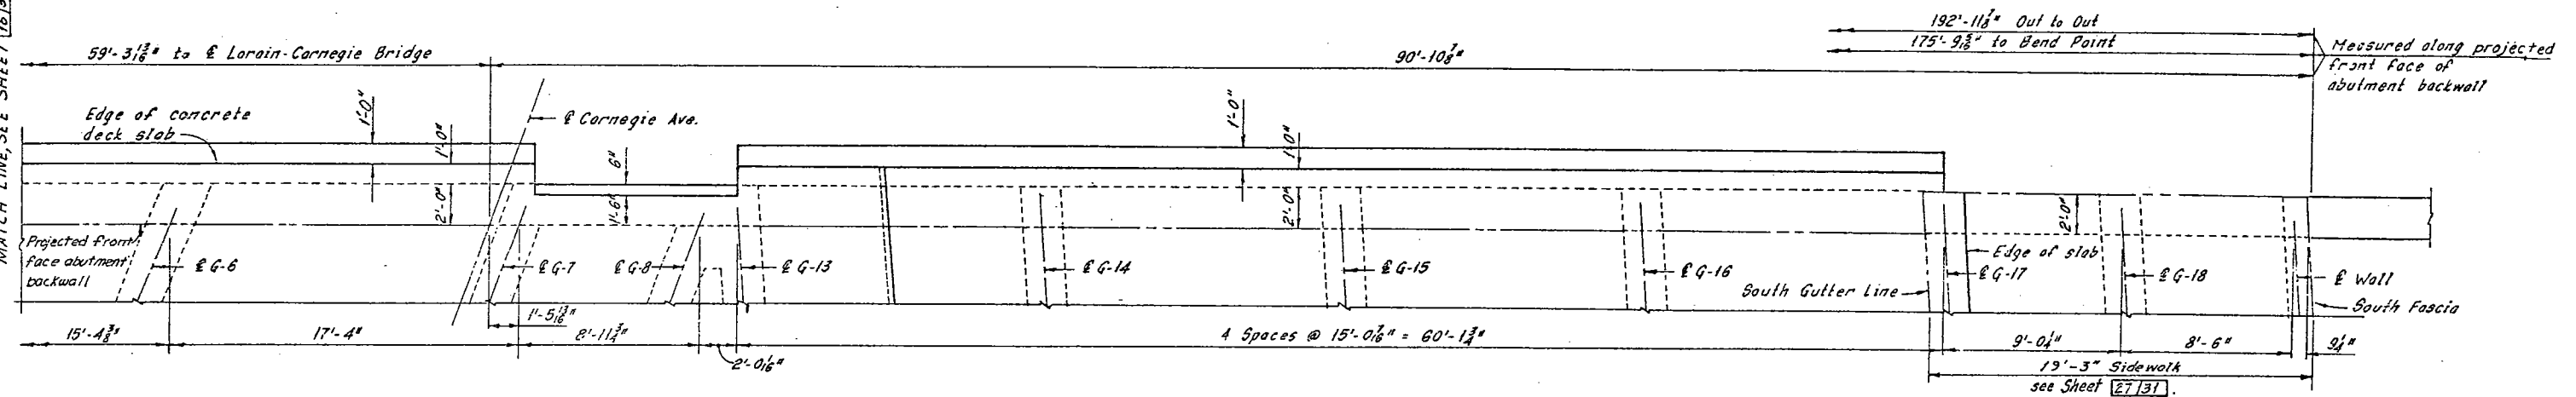 MATCH LINE, SEE SHEET 16
59'-3 13/16" to ℄ Lorain-Carnegie Bridge
90'-10 7/8"
192'-11 7/8" Out to Out
175'-9 5/16" to Bend Point
Measured along projected
front face of
abutment backwall
Edge of concrete
deck slab
1'-0"
1'-0"
2'-0"
℄ Carnegie Ave.
6"
1'-6"
1'-0"
1'-0"
2'-0"
2'-0"
Projected front
face abutment
backwall
℄ G-6
℄ G-7
℄ G-8
℄ G-13
℄ G-14
℄ G-15
℄ G-16
South Gutter Line
Edge of slab
℄ G-17
℄ G-18
℄ Wall
South Fascia
15'-4 3/8"
17'-4"
1'-5 13/16"
8'-11 3/4"
2'-0 1/16"
4 Spaces @ 15'-0 7/16" = 60'-1 3/4"
9'-0 1/4"
8'-6"
9 1/4"
19'-3" Sidewalk
see Sheet 27/31.